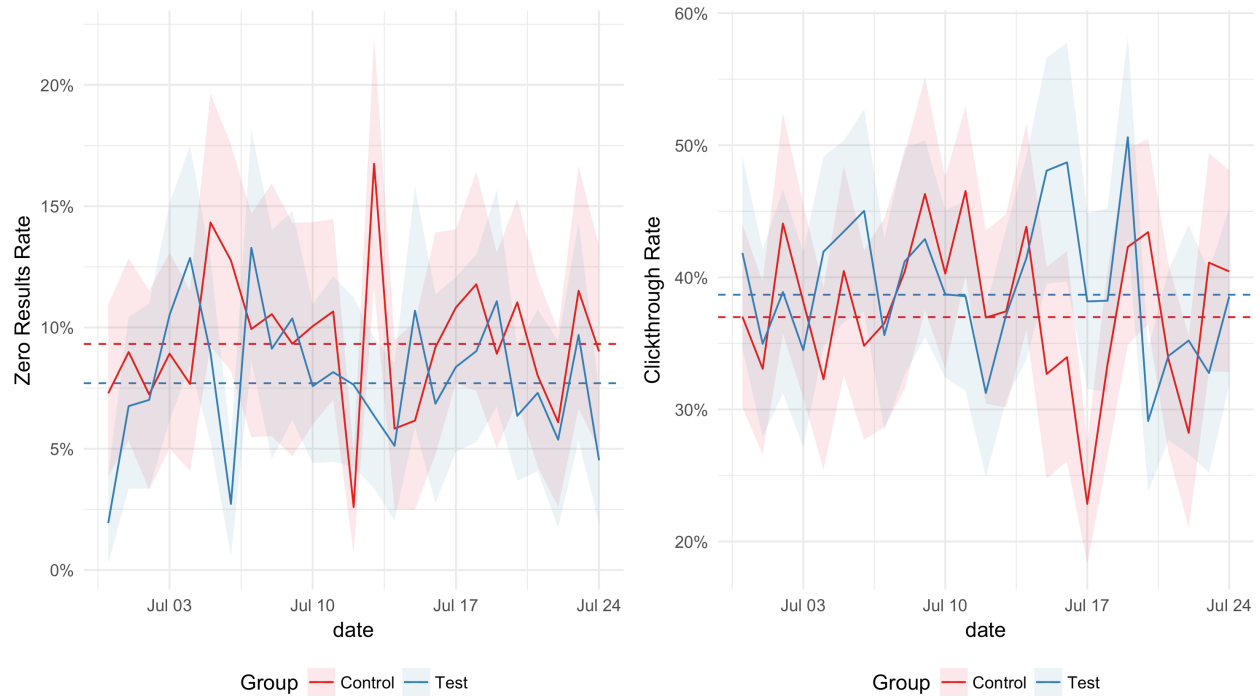 Zero Results Rate
20%
15%
10%
5%
0%
Jul 03 Jul 10 Jul 17 Jul 24
date
Group Control Test
Clickthrough Rate
60%
50%
40%
30%
20%
Jul 03 Jul 10 Jul 17 Jul 24
date
Group Control Test